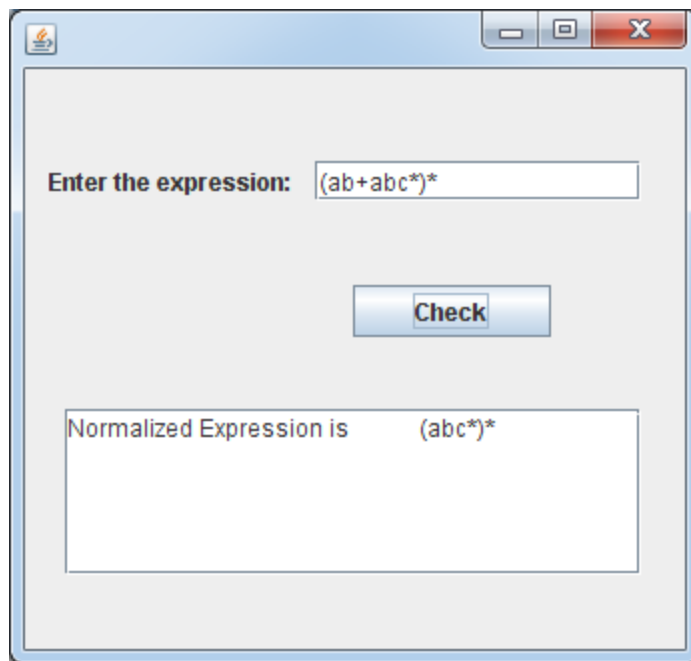 Enter the expression: (ab+abc*)*
Check
Normalized Expression is (abc*)*